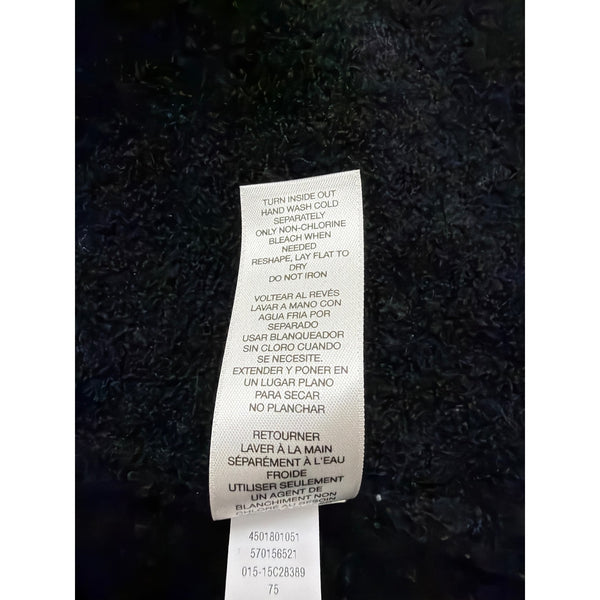 TURN INSIDE OUT
HAND WASH COLD
SEPARATELY
ONLY NON-CHLORINE
BLEACH WHEN
NEEDED
RESHAPE, LAY FLAT TO
DRY
DO NOT IRON
VOLTEAR AL REVÉS
LAVAR A MANO CON
AGUA FRIA POR
SEPARADO
USAR BLANQUEADOR
SIN CLORO CUANDO
SE NECESITE.
EXTENDER Y PONER EN
UN LUGAR PLANO
PARA SECAR
NO PLANCHAR
RETOURNER
LAVER À LA MAIN
SÉPARÉMENT À L'EAU
FROIDE
UTILISER SEULEMENT
UN AGENT DE
BLANCHIMENT NON
CHLORÉ AU BESOIN
4501801051
570156521
015-15C28389
75